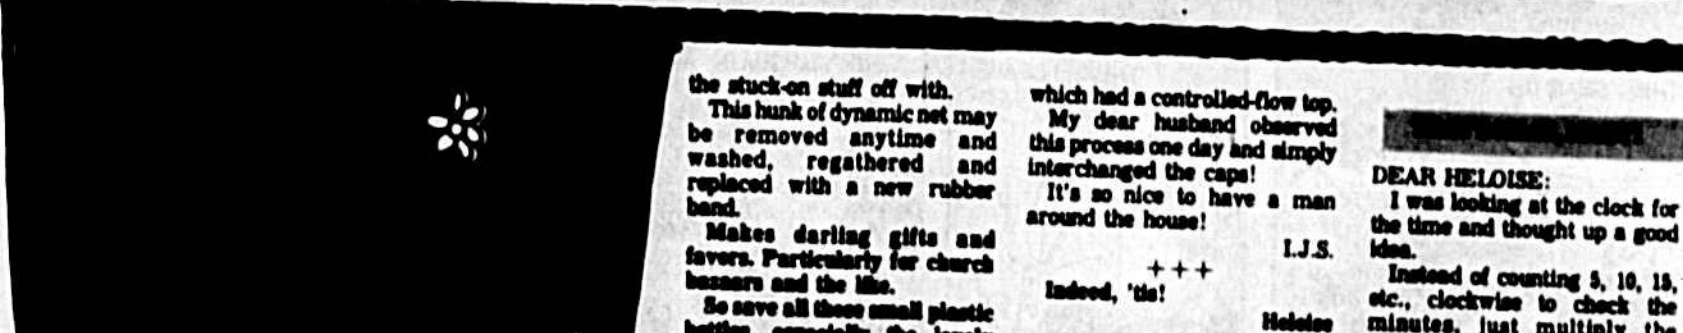 the stuck-on stuff off with.
This hunk of dynamic net may
be removed anytime and
washed, regathered and
replaced with a new rubber
band.
Makes darling gifts and
favors. Particularly for church
bazaars and the like.
So save all those small plastic
bottles, especially the
which had a controlled-flow top.
My dear husband observed
this process one day and simply
interchanged the caps!
It's so nice to have a man
around the house!
I.J.S.
+++
Indeed, 'tis!
Heloise
DEAR HELOISE:
I was looking at the clock for
the time and thought up a good
idea.
Instead of counting 5, 10, 15,
etc., clockwise to check the
minutes, just multiply the